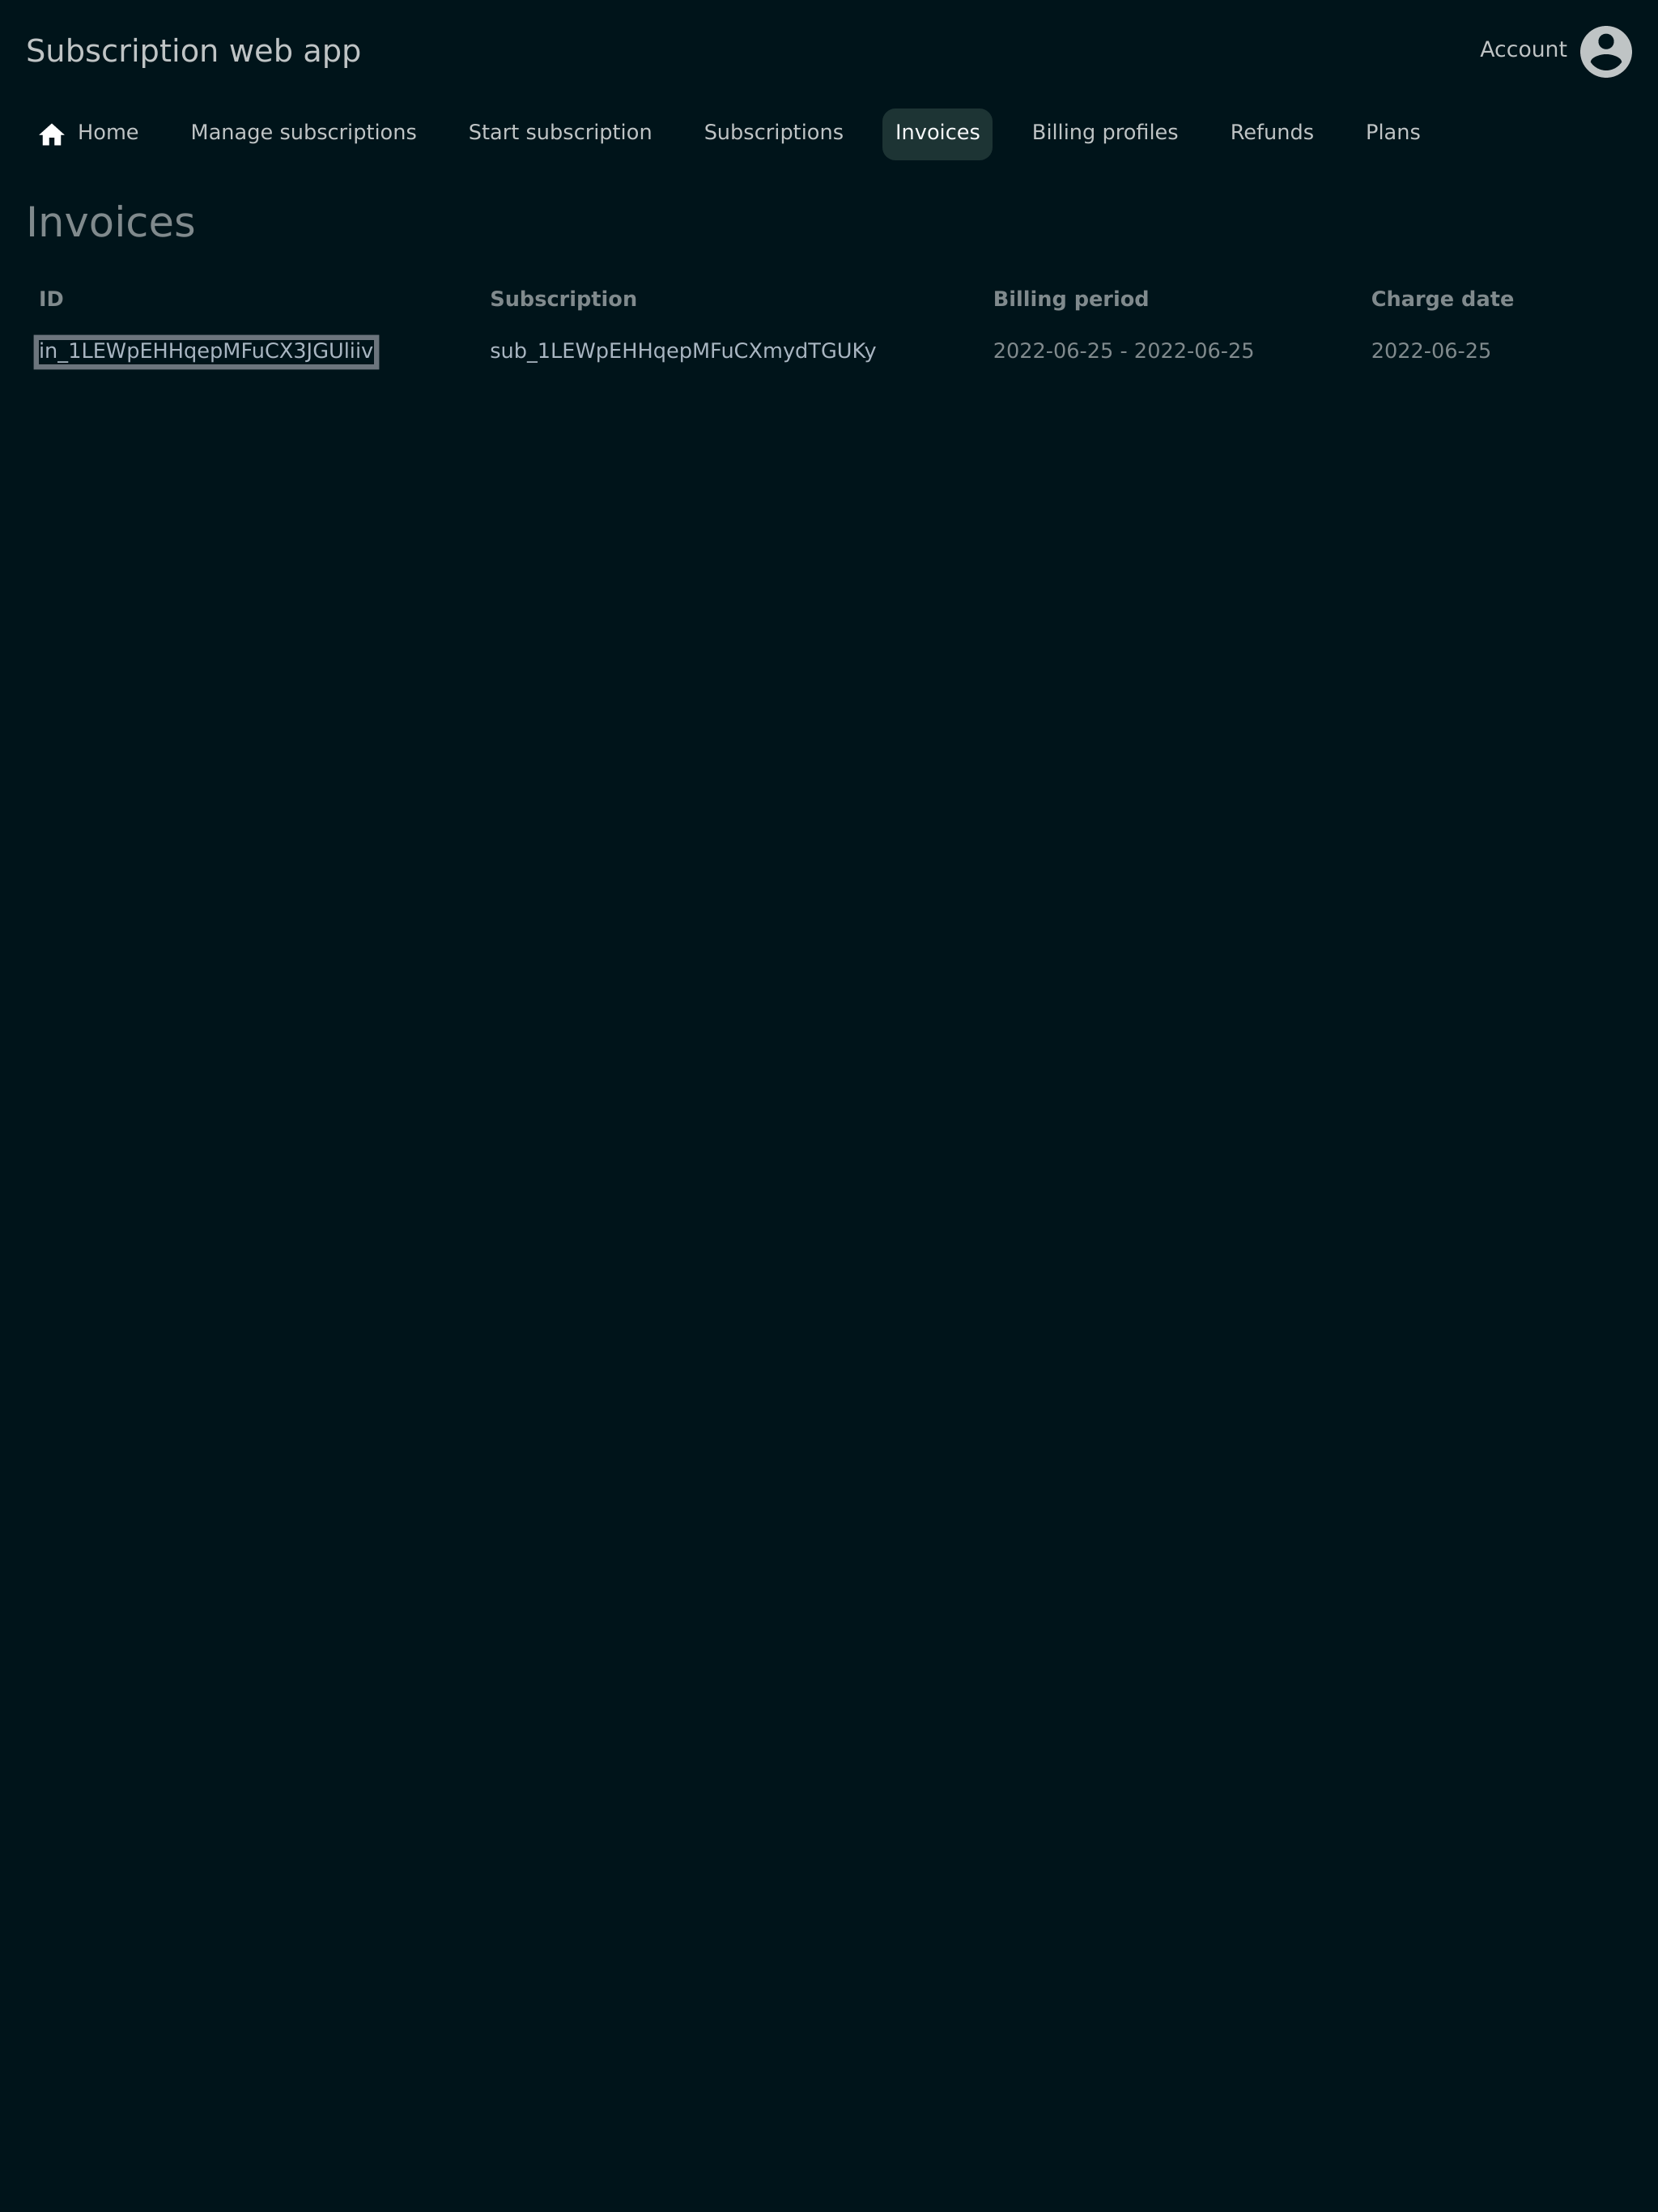 Subscription web app
Account
Home Manage subscriptions Start subscription Subscriptions Invoices Billing profiles Refunds Plans
Invoices
ID Subscription Billing period Charge date
in_1LEWpEHHqepMFuCX3JGUliiv sub_1LEWpEHHqepMFuCXmydTGUKy 2022-06-25 - 2022-06-25 2022-06-25